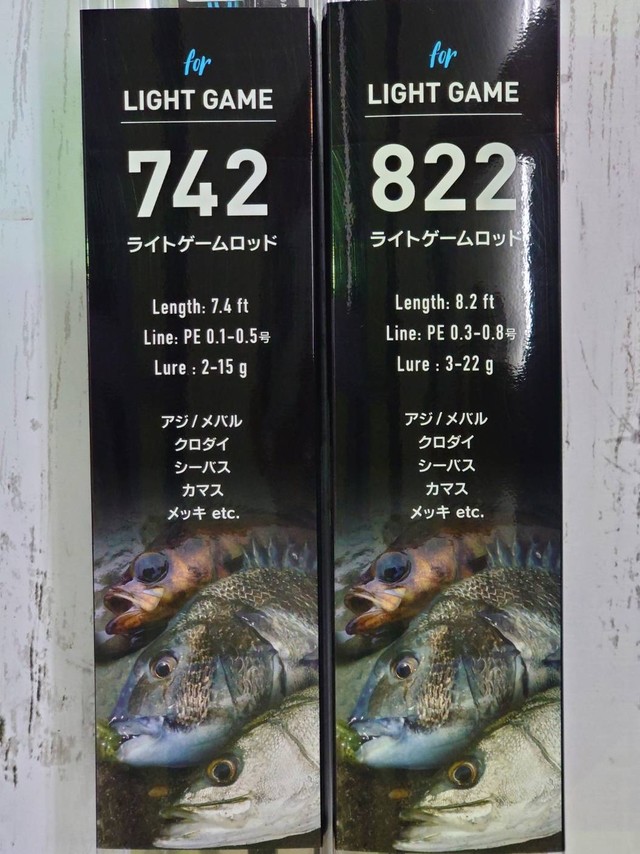 for
LIGHT GAME
742
ライトゲームロッド
Length: 7.4 ft
Line: PE 0.1-0.5号
Lure : 2-15 g
アジ/メバル
クロダイ
シーバス
カマス
メッキ etc.
for
LIGHT GAME
822
ライトゲームロッド
Length: 8.2 ft
Line: PE 0.3-0.8号
Lure : 3-22 g
アジ/メバル
クロダイ
シーバス
カマス
メッキ etc.